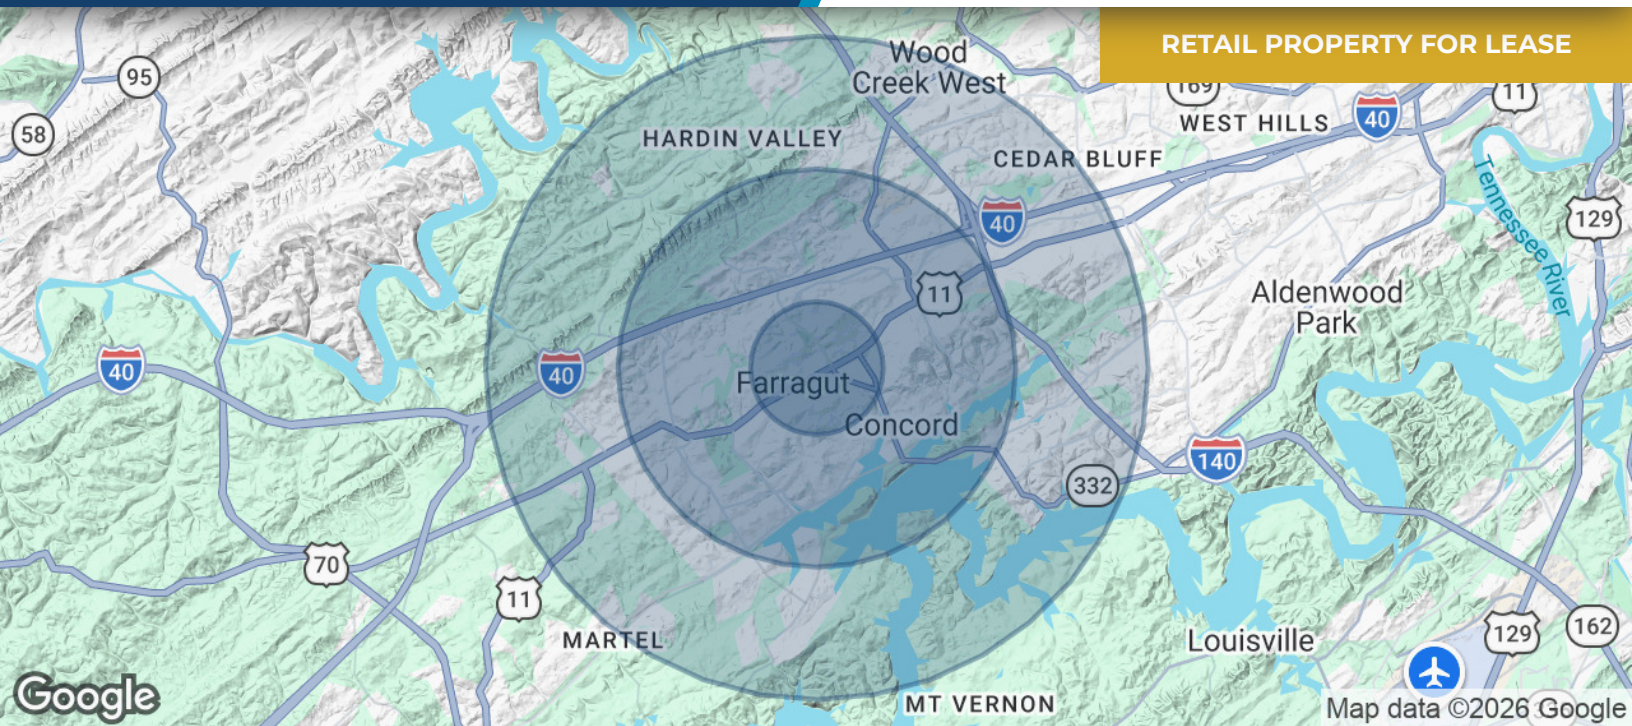 RETAIL PROPERTY FOR LEASE
Wood
Creek West
95
169
11
40
58
WEST HILLS
HARDIN VALLEY
CEDAR BLUFF
Tennessee River
40
129
11
Aldenwood
Park
40
40
Farragut
Concord
140
332
70
11
MARTEL
129
162
Louisville
MT VERNON
Google
Map data ©2026 Google